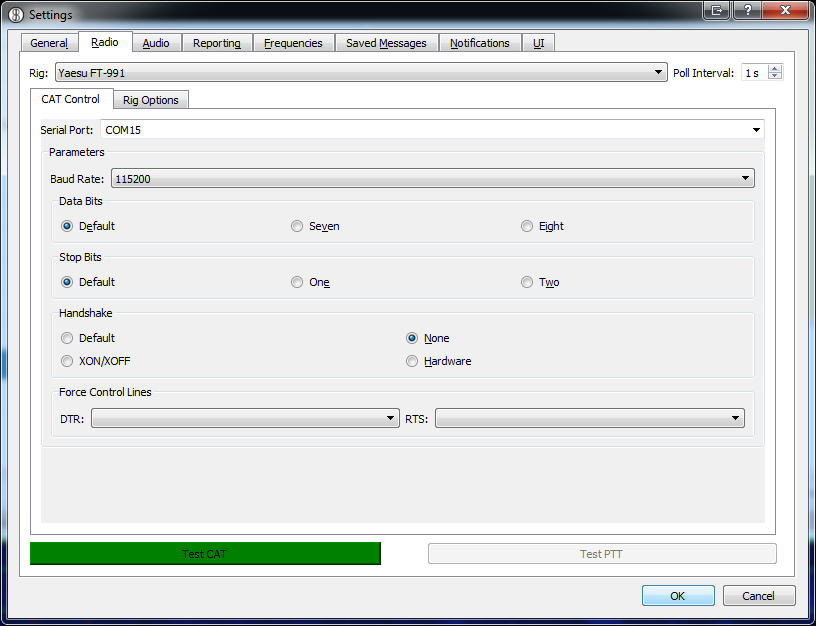 Settings
General Radio Audio Reporting Frequencies Saved Messages Notifications UI
Rig: Yaesu FT-991 Poll Interval: 1 s
CAT Control Rig Options
Serial Port: COM15
Parameters
Baud Rate: 115200
Data Bits
Default Seven Eight
Stop Bits
Default One Two
Handshake
Default None
XON/XOFF Hardware
Force Control Lines
DTR: RTS:
Test CAT Test PTT
OK Cancel